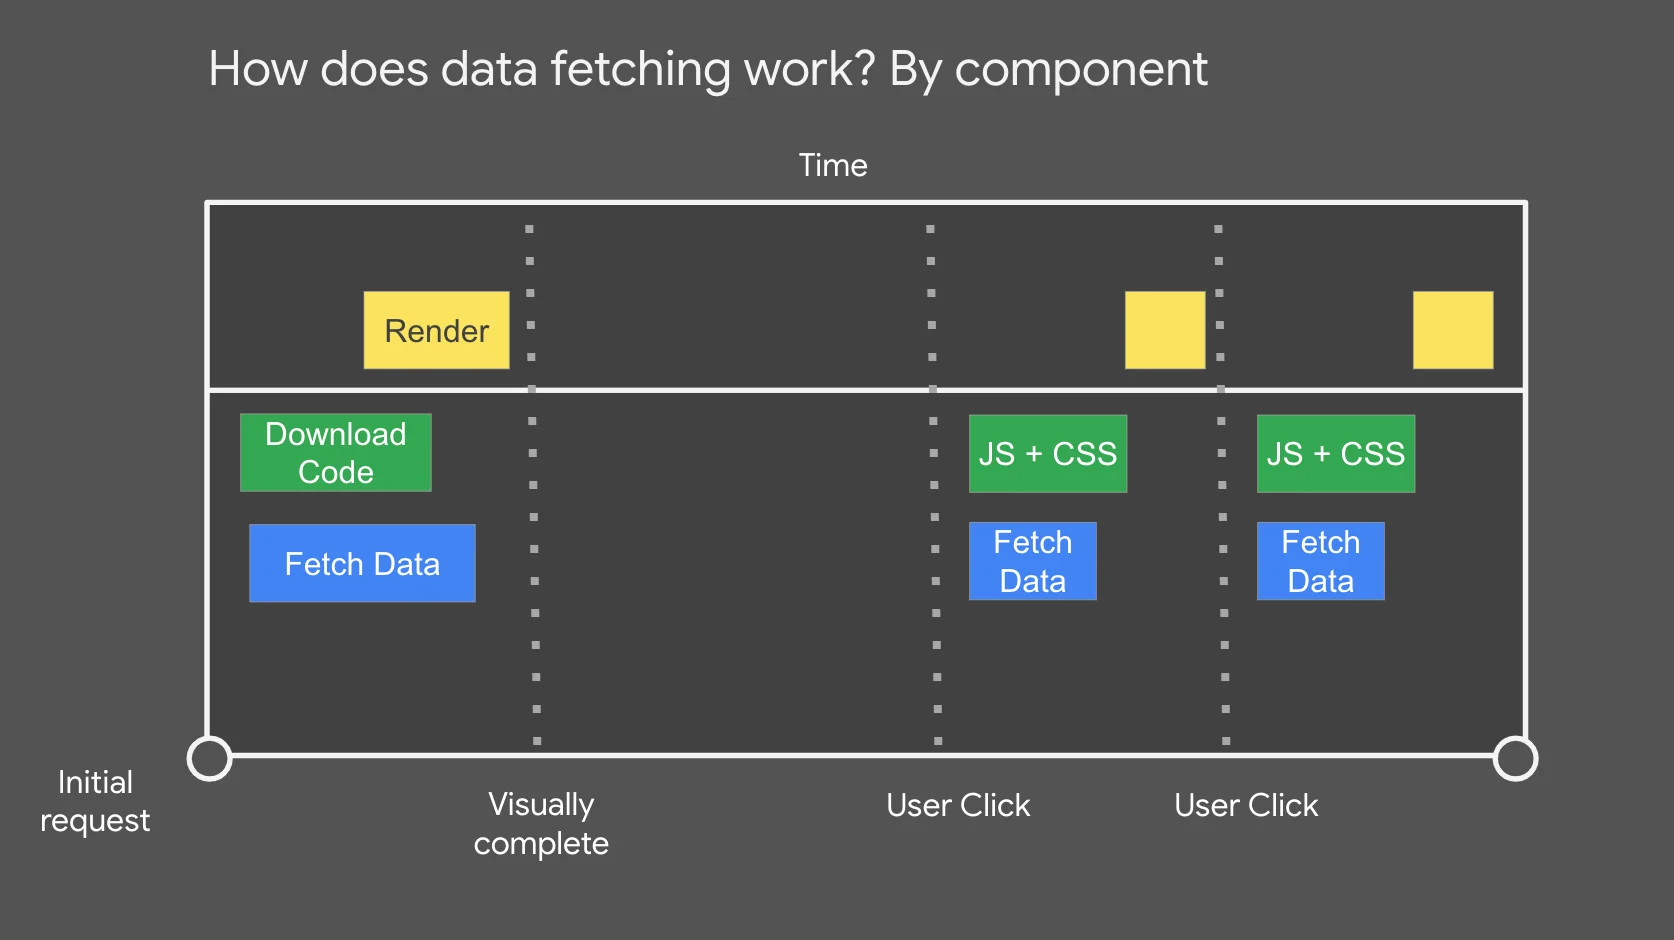 How does data fetching work? By component
Time
Render
Download
Code
JS + CSS
JS + CSS
Fetch Data
Fetch
Data
Fetch
Data
Initial
request
Visually
complete
User Click
User Click